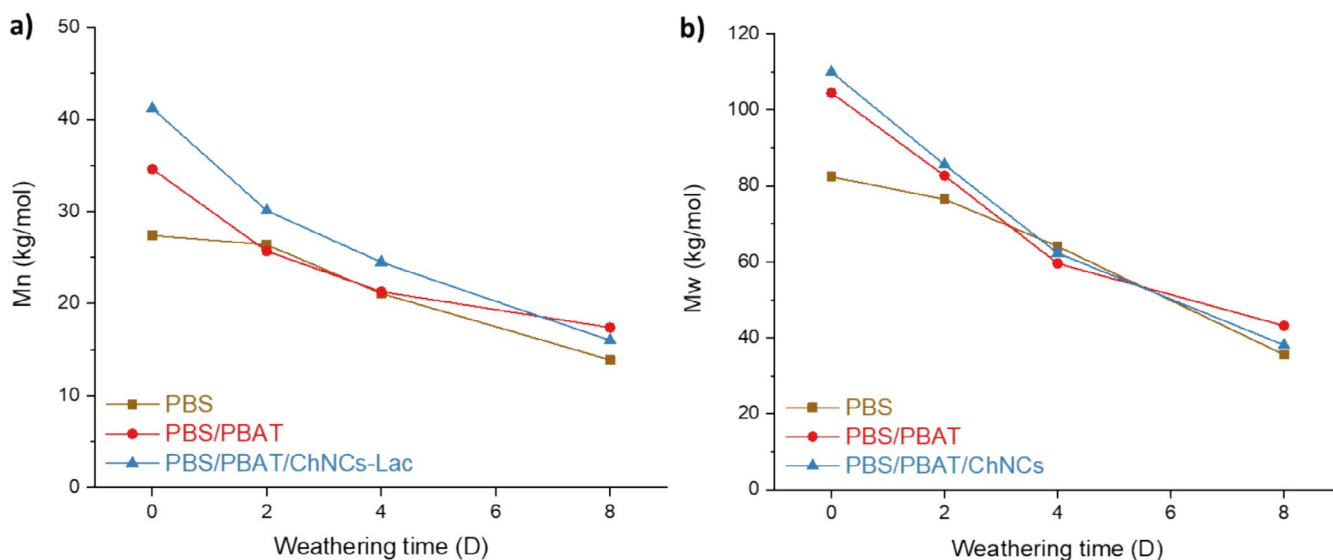 a)
50
40
30
20
10
0
Mn (kg/mol)
PBS
PBS/PBAT
PBS/PBAT/ChNCs-Lac
0 2 4 6 8
Weathering time (D)
b)
120
100
80
60
40
20
0
Mw (kg/mol)
PBS
PBS/PBAT
PBS/PBAT/ChNCs
0 2 4 6 8
Weathering time (D)